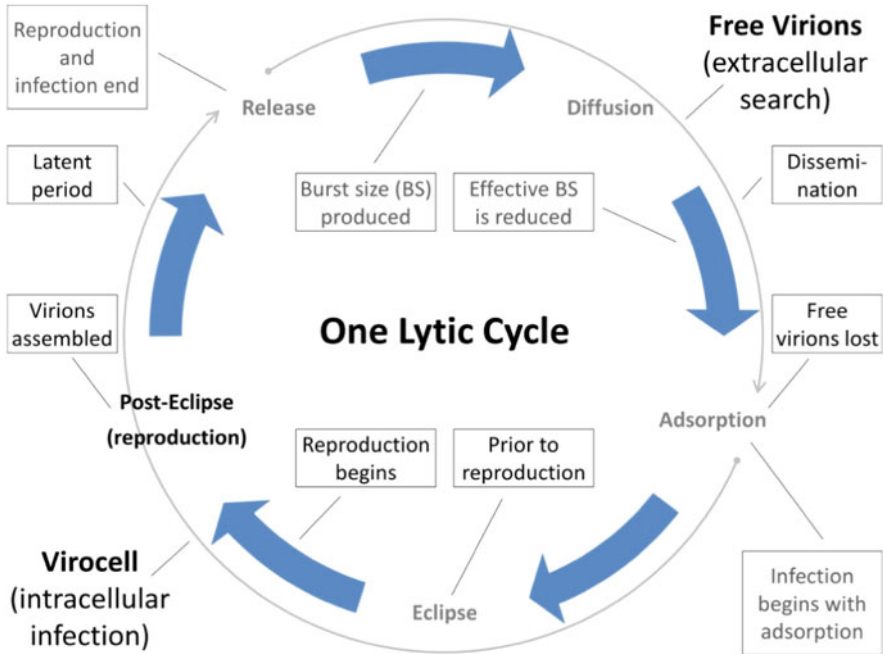 Reproduction
and
infection end
Free Virions
(extracellular
search)
Release
Diffusion
Latent
period
Burst size (BS)
produced
Effective BS
is reduced
Dissemi-
nation
Virions
assembled
One Lytic Cycle
Free
virions lost
Post-Eclipse
(reproduction)
Adsorption
Reproduction
begins
Prior to
reproduction
Virocell
(intracellular
infection)
Eclipse
Infection
begins with
adsorption